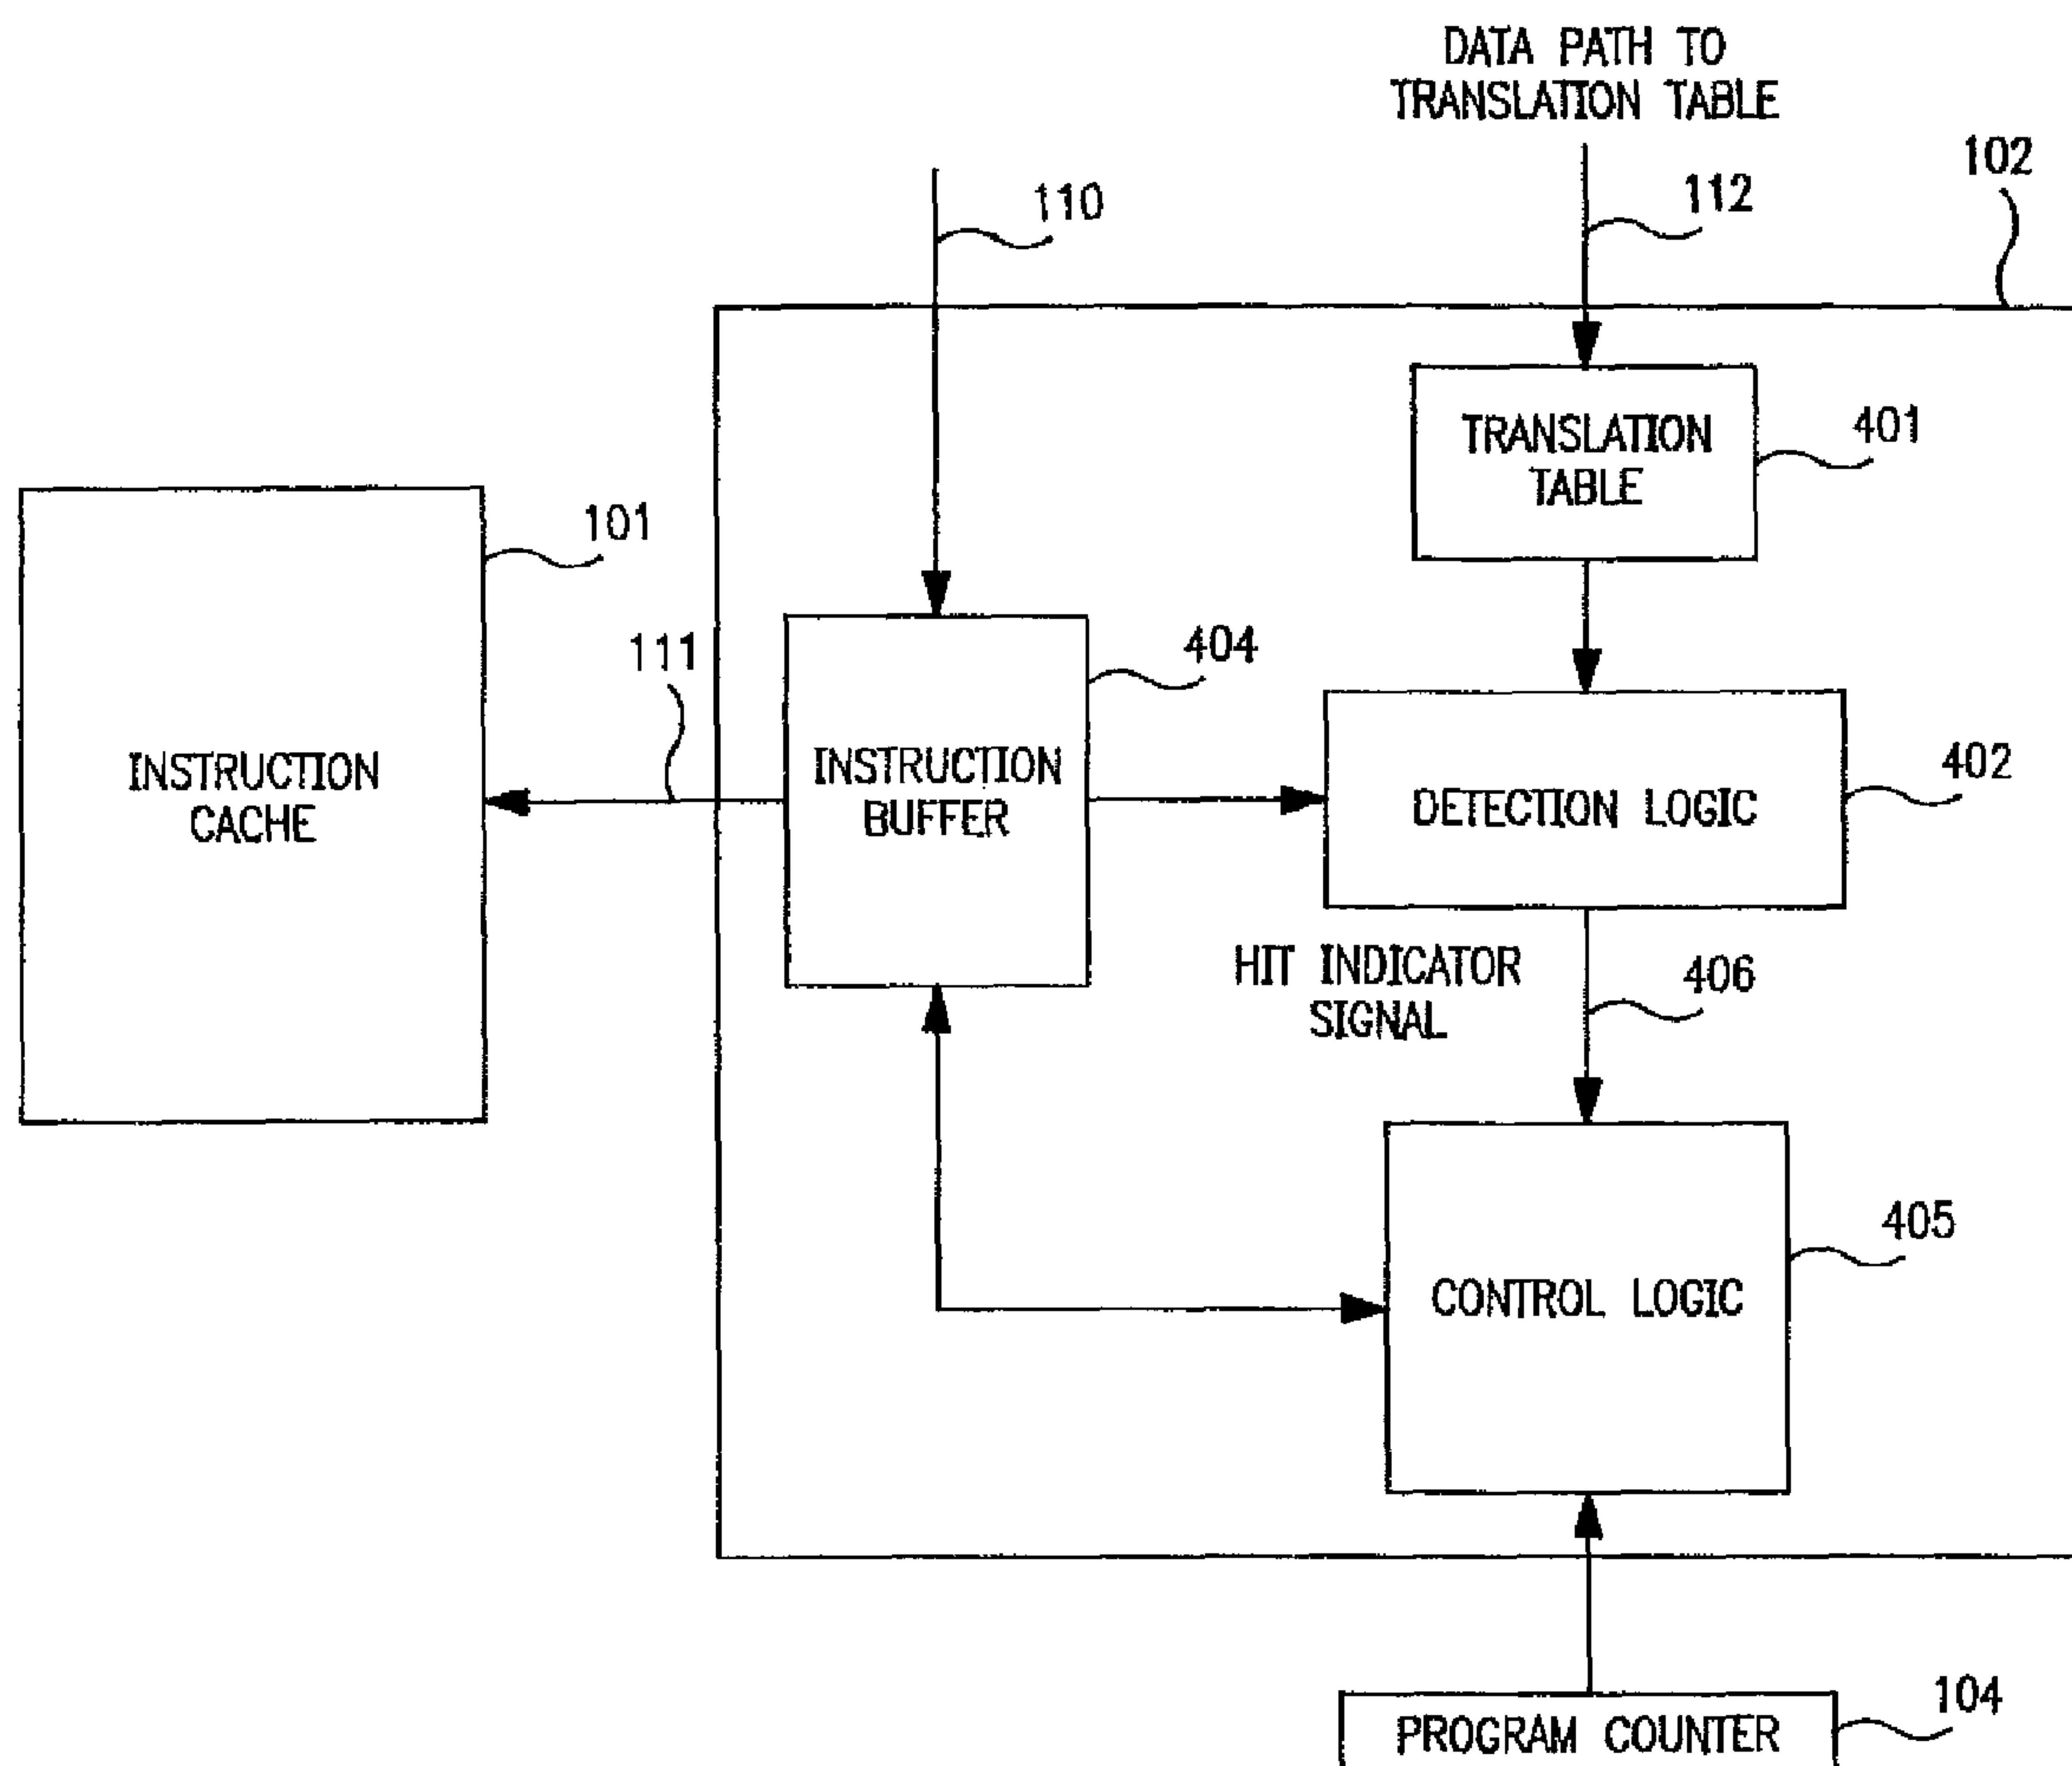 DATA PATH TO
TRANSLATION TABLE
102
110
112
TRANSLATION
TABLE
401
101
111
404
INSTRUCTION
CACHE
INSTRUCTION
BUFFER
DETECTION LOGIC
402
HIT INDICATOR
SIGNAL
406
CONTROL LOGIC
405
PROGRAM COUNTER
104